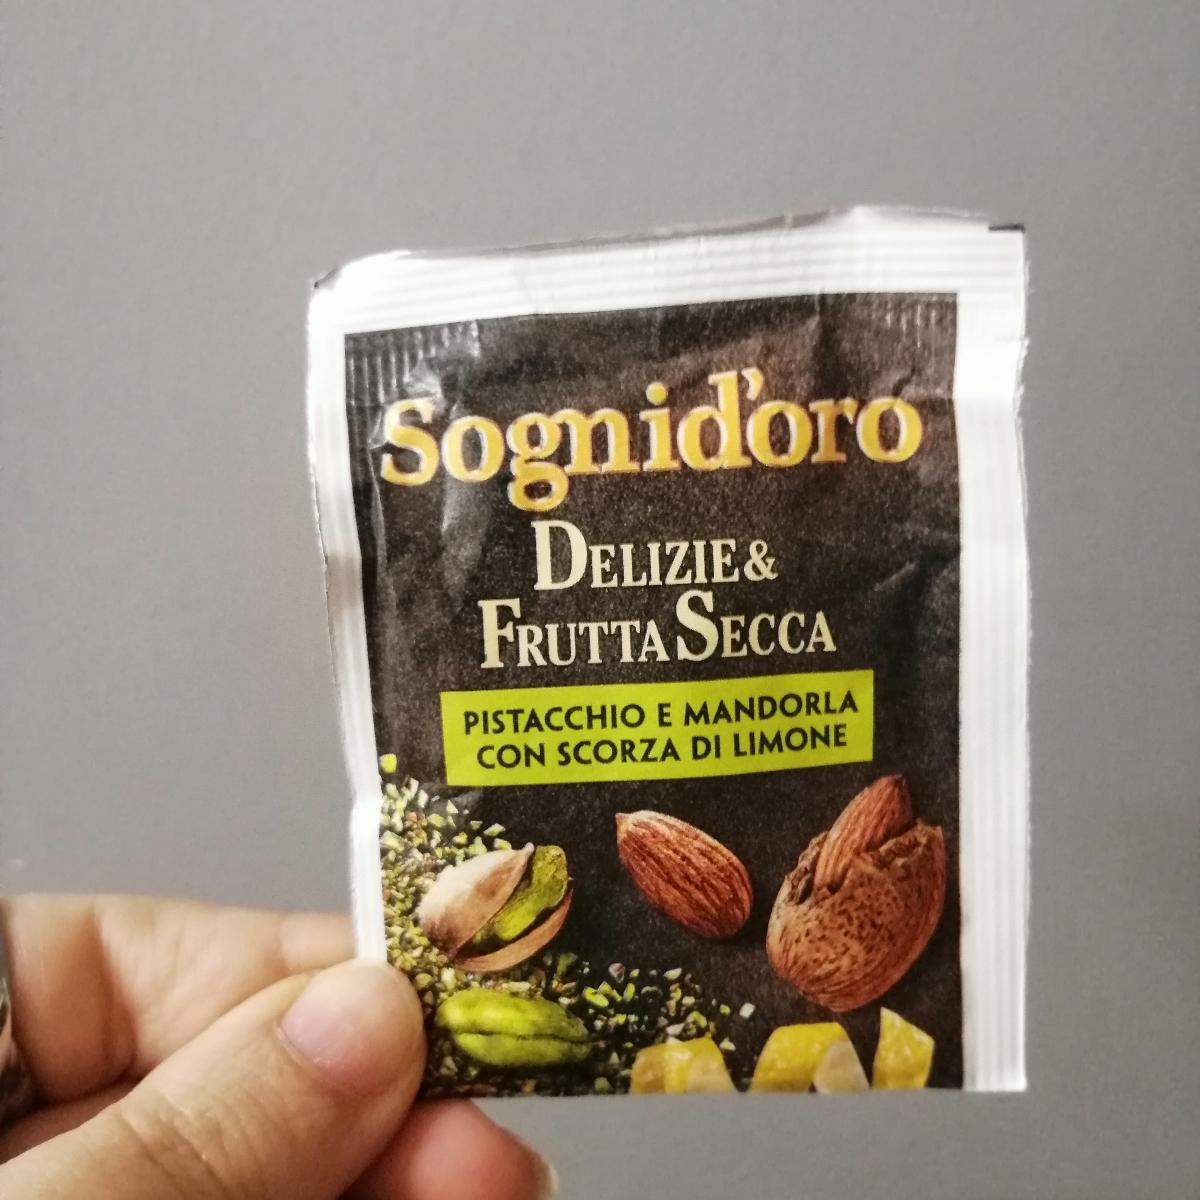 Sognid'oro
DELIZIE &
FRUTTA SECCA
PISTACCHIO E MANDORLA
CON SCORZA DI LIMONE